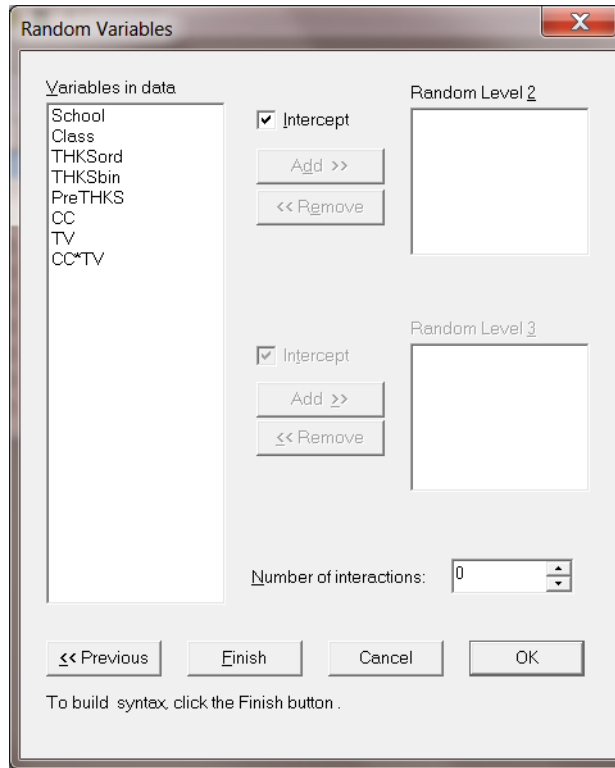 Random Variables
X
Variables in data
School
Class
THKSord
THKSbin
PreTHKS
CC
TV
CC*TV
Intercept
Add >>
<< Remove
Random Level 2
Intercept
Add >>
<< Remove
Random Level 3
Number of interactions: 0
<< Previous Finish Cancel OK
To build syntax, click the Finish button .